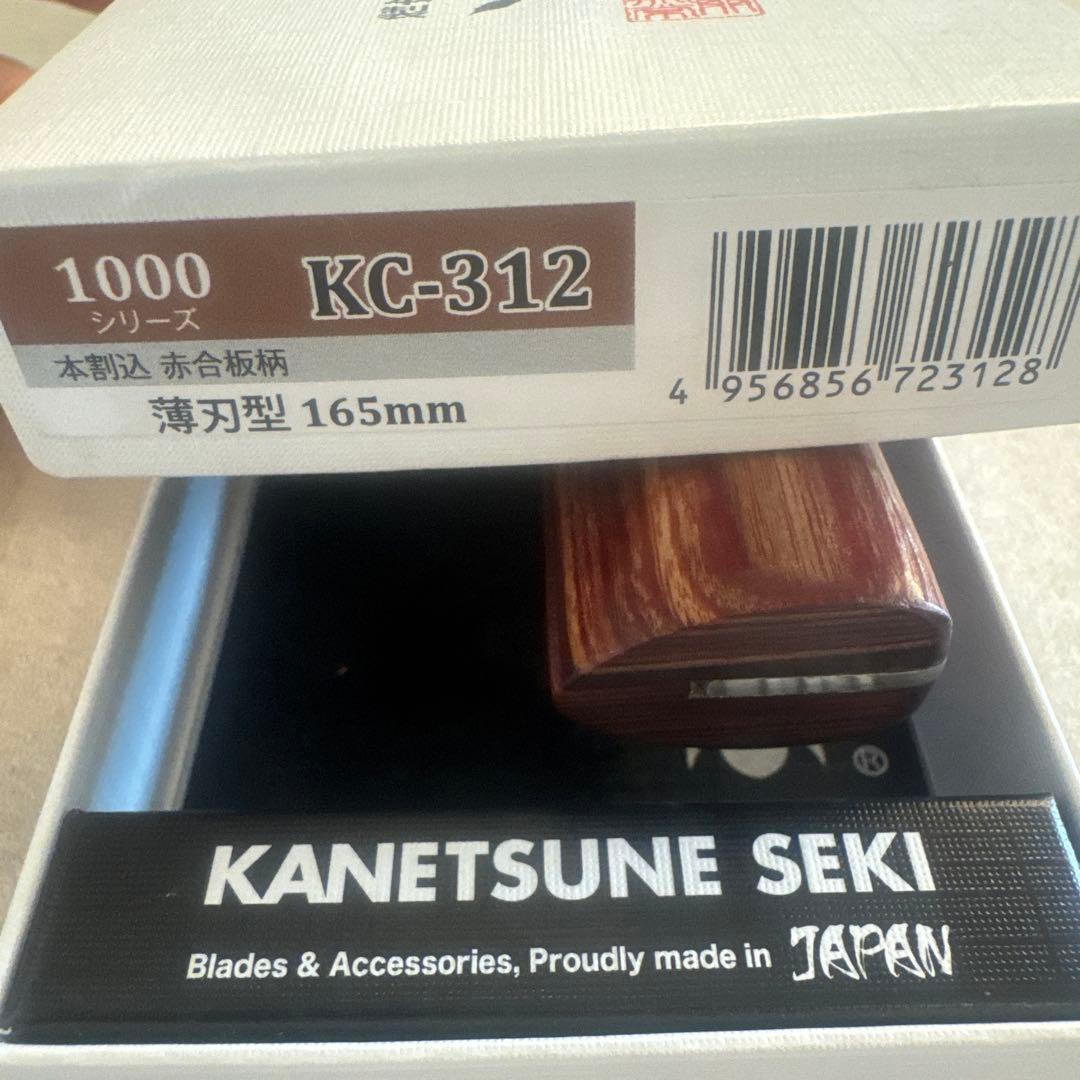 1000
シリーズ
KC-312
本割込 赤合板柄
薄刃型 165mm
4 956856 723128
®
KANETSUNE SEKI
Blades & Accessories, Proudly made in JAPAN